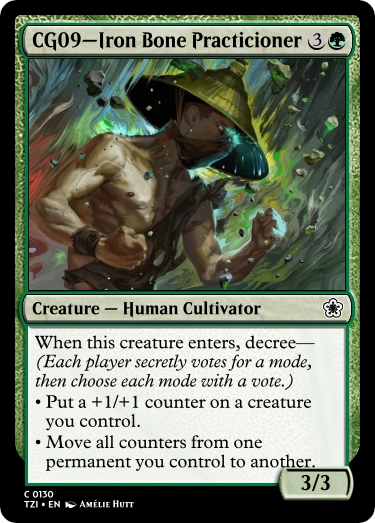 CG09—Iron Bone Practicioner 3
Creature — Human Cultivator
When this creature enters, decree—
(Each player secretly votes for a mode,
then choose each mode with a vote.)
• Put a +1/+1 counter on a creature
you control.
• Move all counters from one
permanent you control to another.
3/3
C 0130
TZI • EN Amélie Hutt